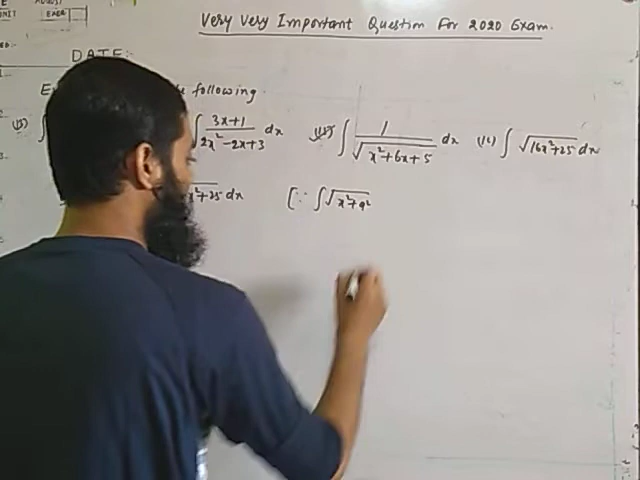 Very Very Important Question For 2020 Exam.
DATE:-
following.
∫ (3x+1)/(2x²-2x+3) dx ∫ 1/√(x²+6x+5) dx (16) ∫ √(16x²+25) dx
x²+25 dx [∵ ∫√x²+a²